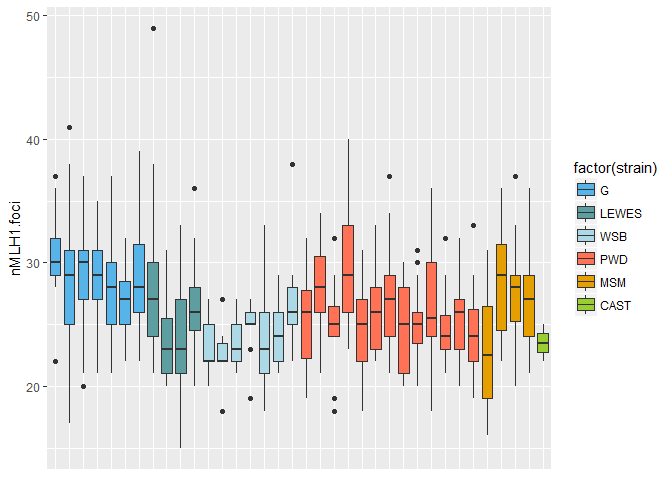 50
40
30
20
nMLH1.foci
factor(strain)
G
LEWES
WSB
PWD
MSM
CAST